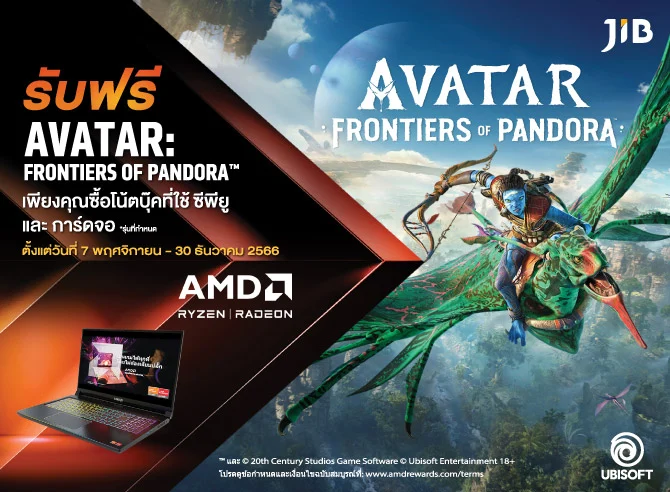 JIB
รับฟรี
AVATAR:
FRONTIERS OF PANDORA™
เพียงคุณซื้อโน้ตบุ๊คที่ใช้ ซีพียู
และ การ์ดจอ *รุ่นที่กำหนด
ตั้งแต่วันที่ 7 พฤศจิกายน - 30 ธันวาคม 2566
AMD
RYZEN | RADEON
AVATAR
FRONTIERS OF PANDORA
AMD
™ และ © 20th Century Studios Game Software © Ubisoft Entertainment 18+
โปรดดูข้อกำหนดและเงื่อนไขฉบับสมบูรณ์ที่: www.amdrewards.com/terms
UBISOFT